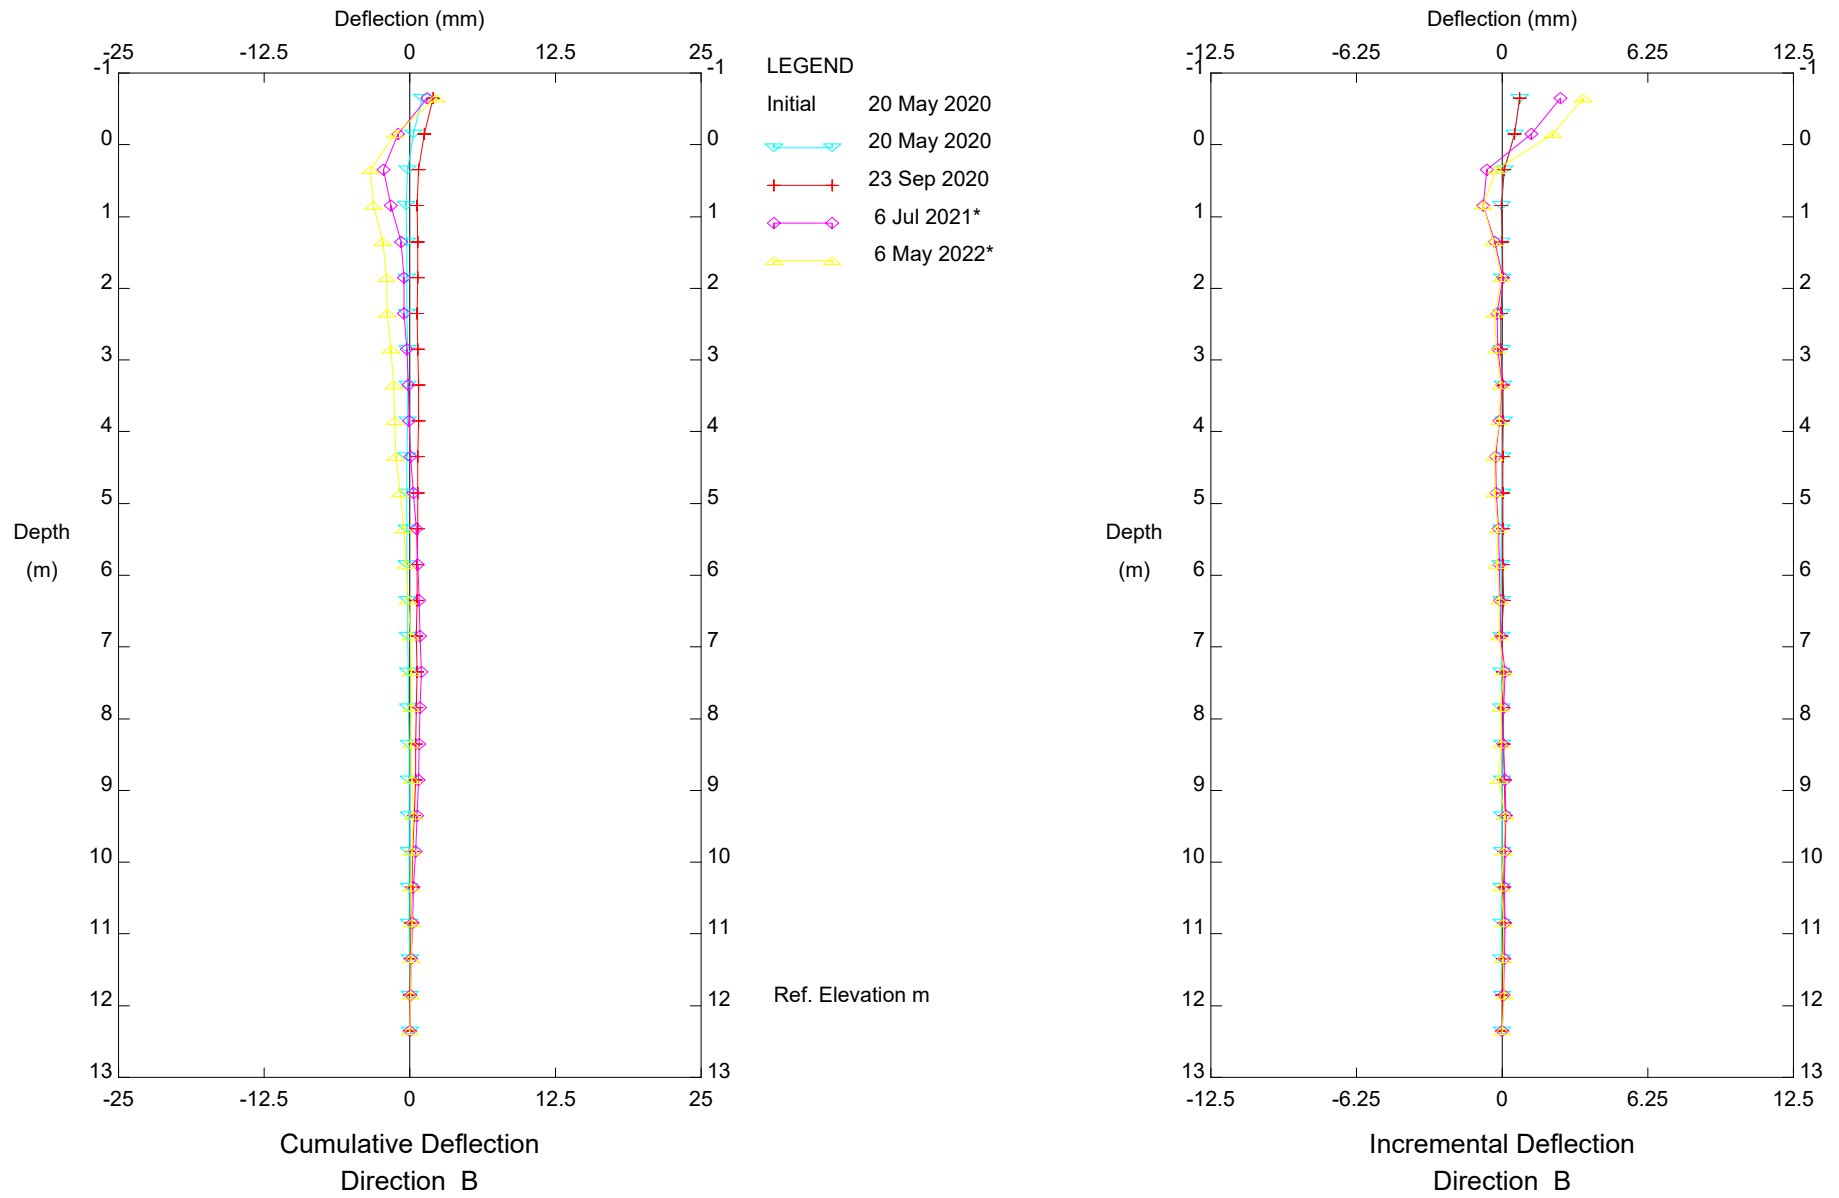 Deflection (mm)
-25 -12.5 0 12.5 25
-1 -1
0 0
1 1
2 2
3 3
4 4
5 5
Depth
(m)
6 6
7 7
8 8
9 9
10 10
11 11
12 12
13 13
-25 -12.5 0 12.5 25
Cumulative Deflection
Direction B
LEGEND
Initial 20 May 2020
20 May 2020
23 Sep 2020
6 Jul 2021*
6 May 2022*
Ref. Elevation m
Deflection (mm)
-12.5 -6.25 0 6.25 12.5
-1 -1
0 0
1 1
2 2
3 3
4 4
5 5
Depth
(m)
6 6
7 7
8 8
9 9
10 10
11 11
12 12
13 13
-12.5 -6.25 0 6.25 12.5
Incremental Deflection
Direction B